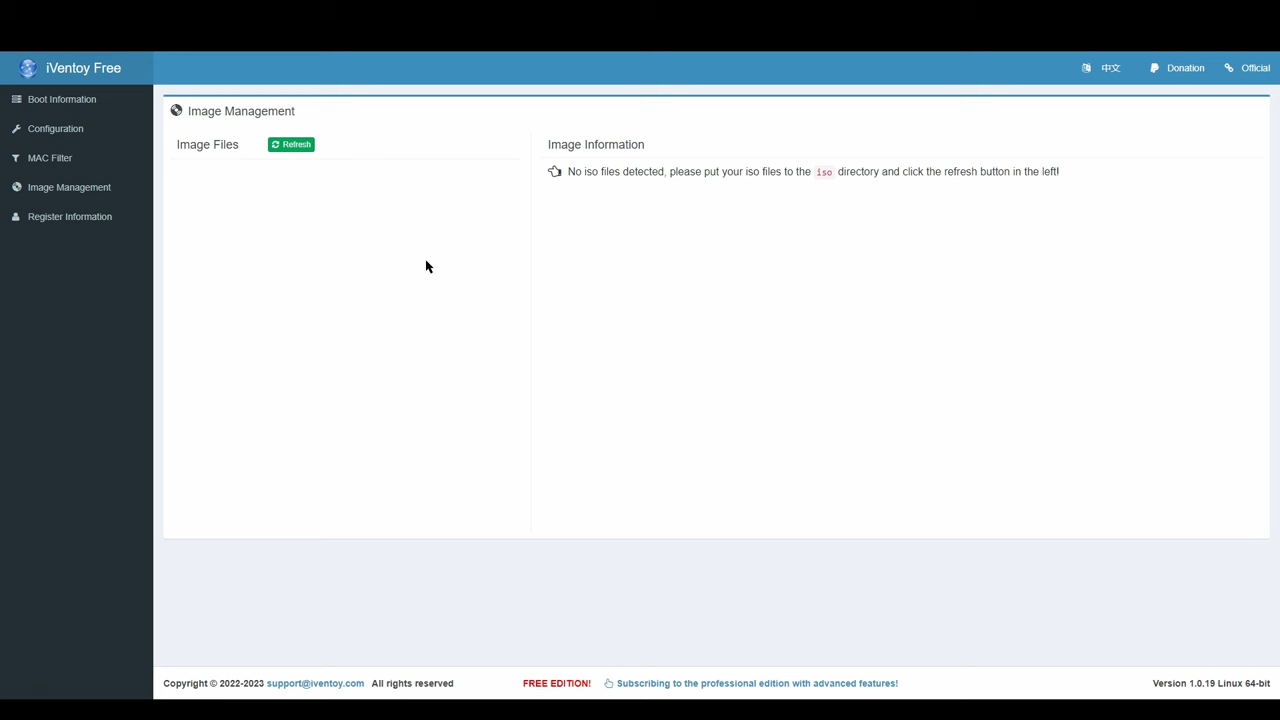 iVentoy Free
中文
Donation
Official
Boot Information
Configuration
MAC Filter
Image Management
Register Information
Image Management
Image Files
Refresh
Image Information
No iso files detected, please put your iso files to the iso directory and click the refresh button in the left!
Copyright © 2022-2023 support@iventoy.com All rights reserved
FREE EDITION! Subscribing to the professional edition with advanced features!
Version 1.0.19 Linux 64-bit